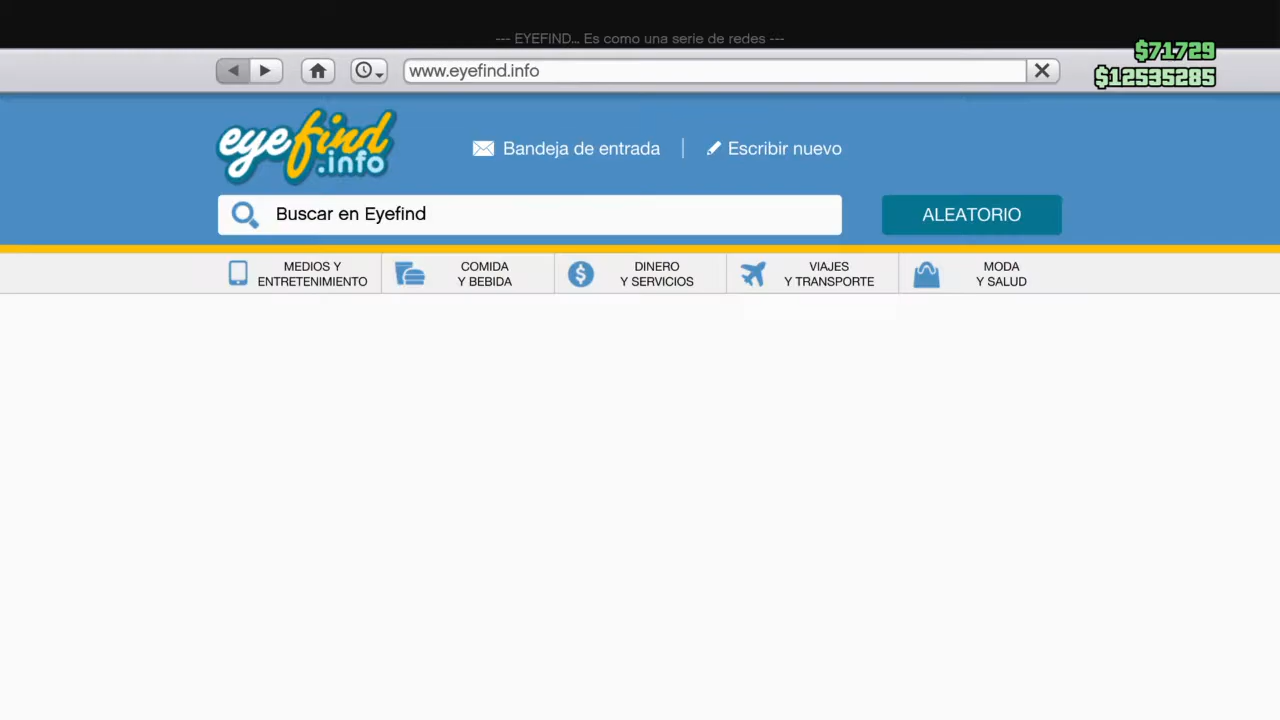 --- EYEFIND... Es como una serie de redes ---
$71729
www.eyefind.info
$12535285
eyefind
.info
Bandeja de entrada
Escribir nuevo
Buscar en Eyefind
ALEATORIO
MEDIOS Y
ENTRETENIMIENTO
COMIDA
Y BEBIDA
DINERO
Y SERVICIOS
VIAJES
Y TRANSPORTE
MODA
Y SALUD